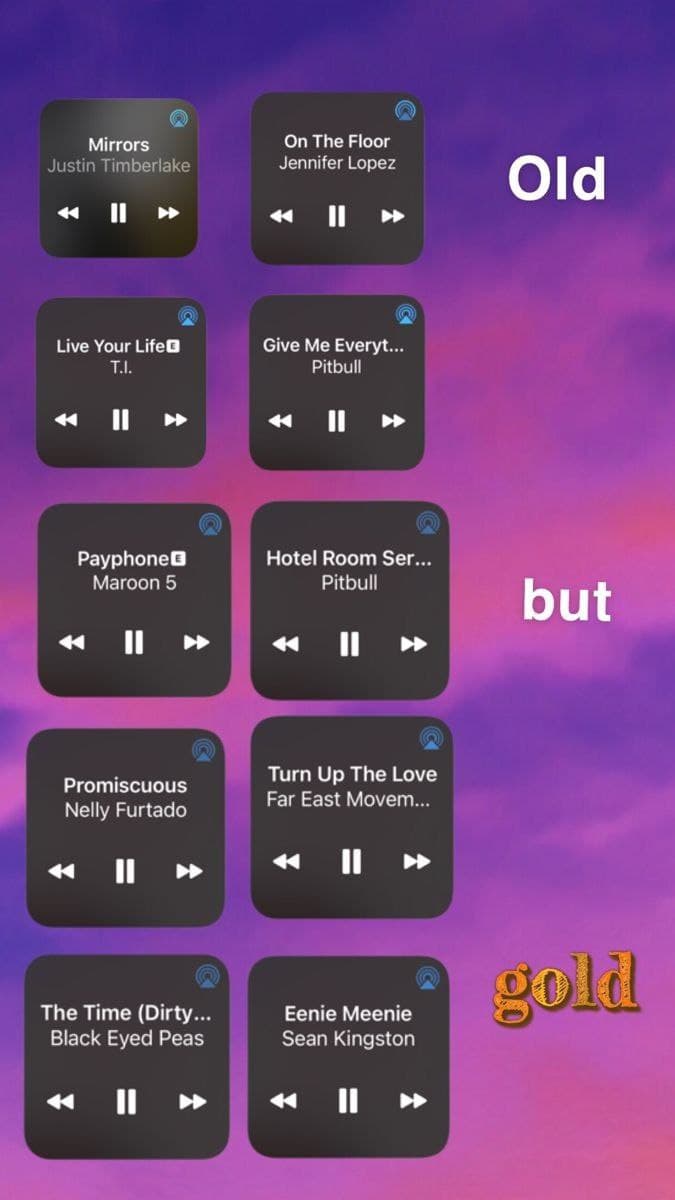 Mirrors
Justin Timberlake
On The Floor
Jennifer Lopez
Old
Live Your Life🅴
T.I.
Give Me Everyt...
Pitbull
Payphone🅴
Maroon 5
Hotel Room Ser...
Pitbull
but
Promiscuous
Nelly Furtado
Turn Up The Love
Far East Movem...
The Time (Dirty...
Black Eyed Peas
Eenie Meenie
Sean Kingston
gold